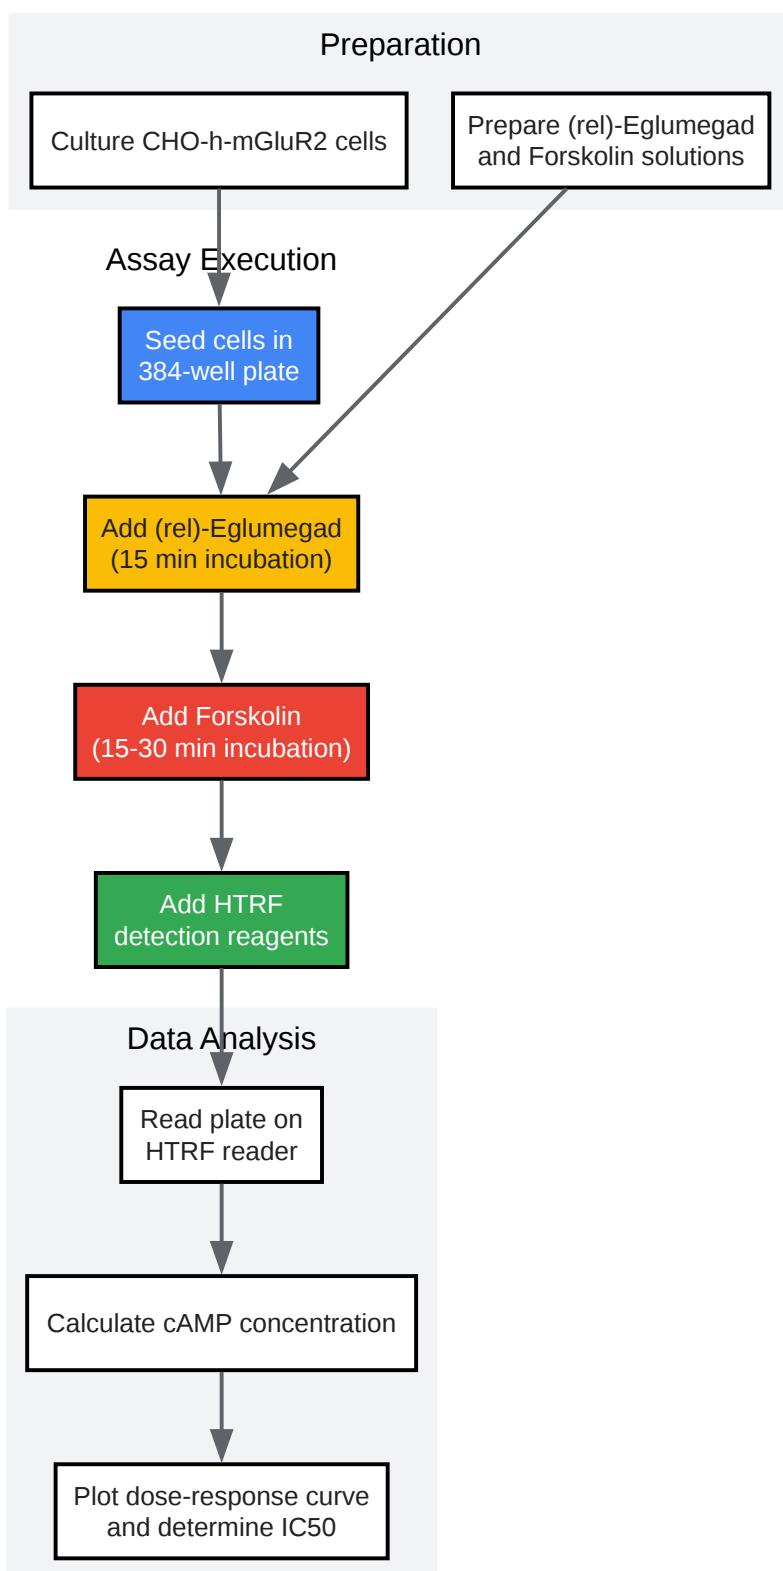 Preparation
Culture CHO-h-mGluR2 cells
Prepare (rel)-Eglumegad
and Forskolin solutions
Assay Execution
Seed cells in
384-well plate
Add (rel)-Eglumegad
(15 min incubation)
Add Forskolin
(15-30 min incubation)
Add HTRF
detection reagents
Data Analysis
Read plate on
HTRF reader
Calculate cAMP concentration
Plot dose-response curve
and determine IC50